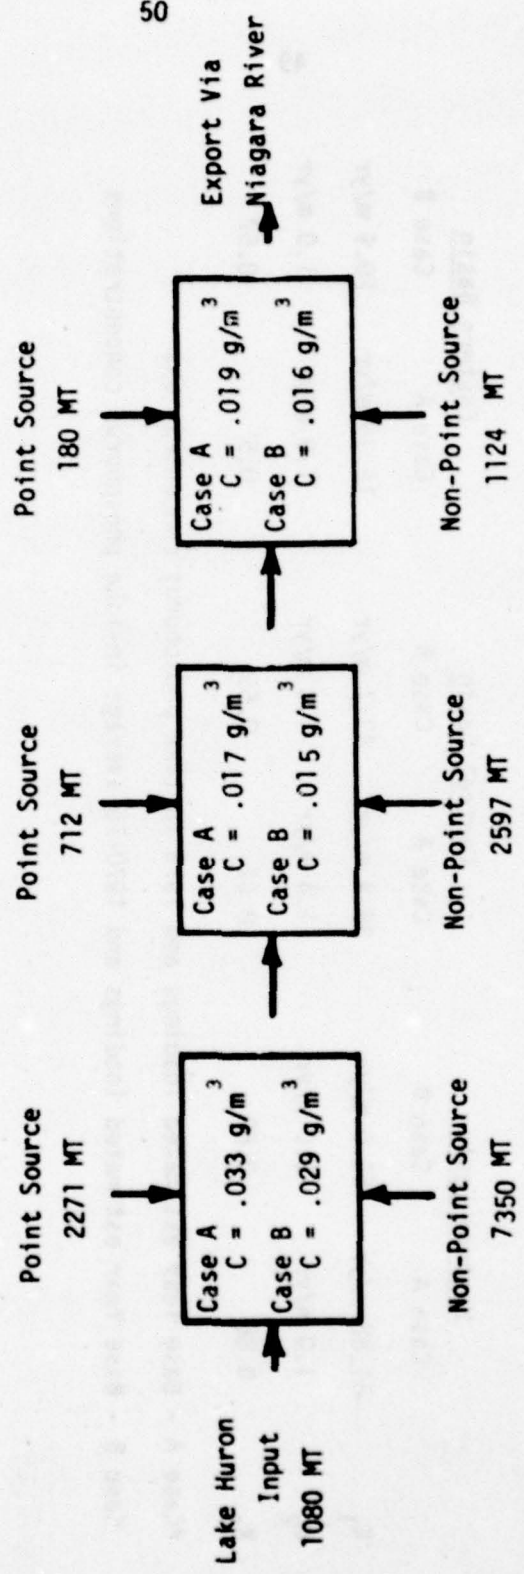 50
Lake Huron
Input
1080 MT
Point Source
2271 MT
Case A
C = .033 g/m³
Case B
C = .029 g/m³
Non-Point Source
7350 MT
Point Source
712 MT
Case A
C = .017 g/m³
Case B
C = .015 g/m³
Non-Point Source
2597 MT
Point Source
180 MT
Case A
C = .019 g/m³
Case B
C = .016 g/m³
Non-Point Source
1124 MT
Export Via
Niagara River